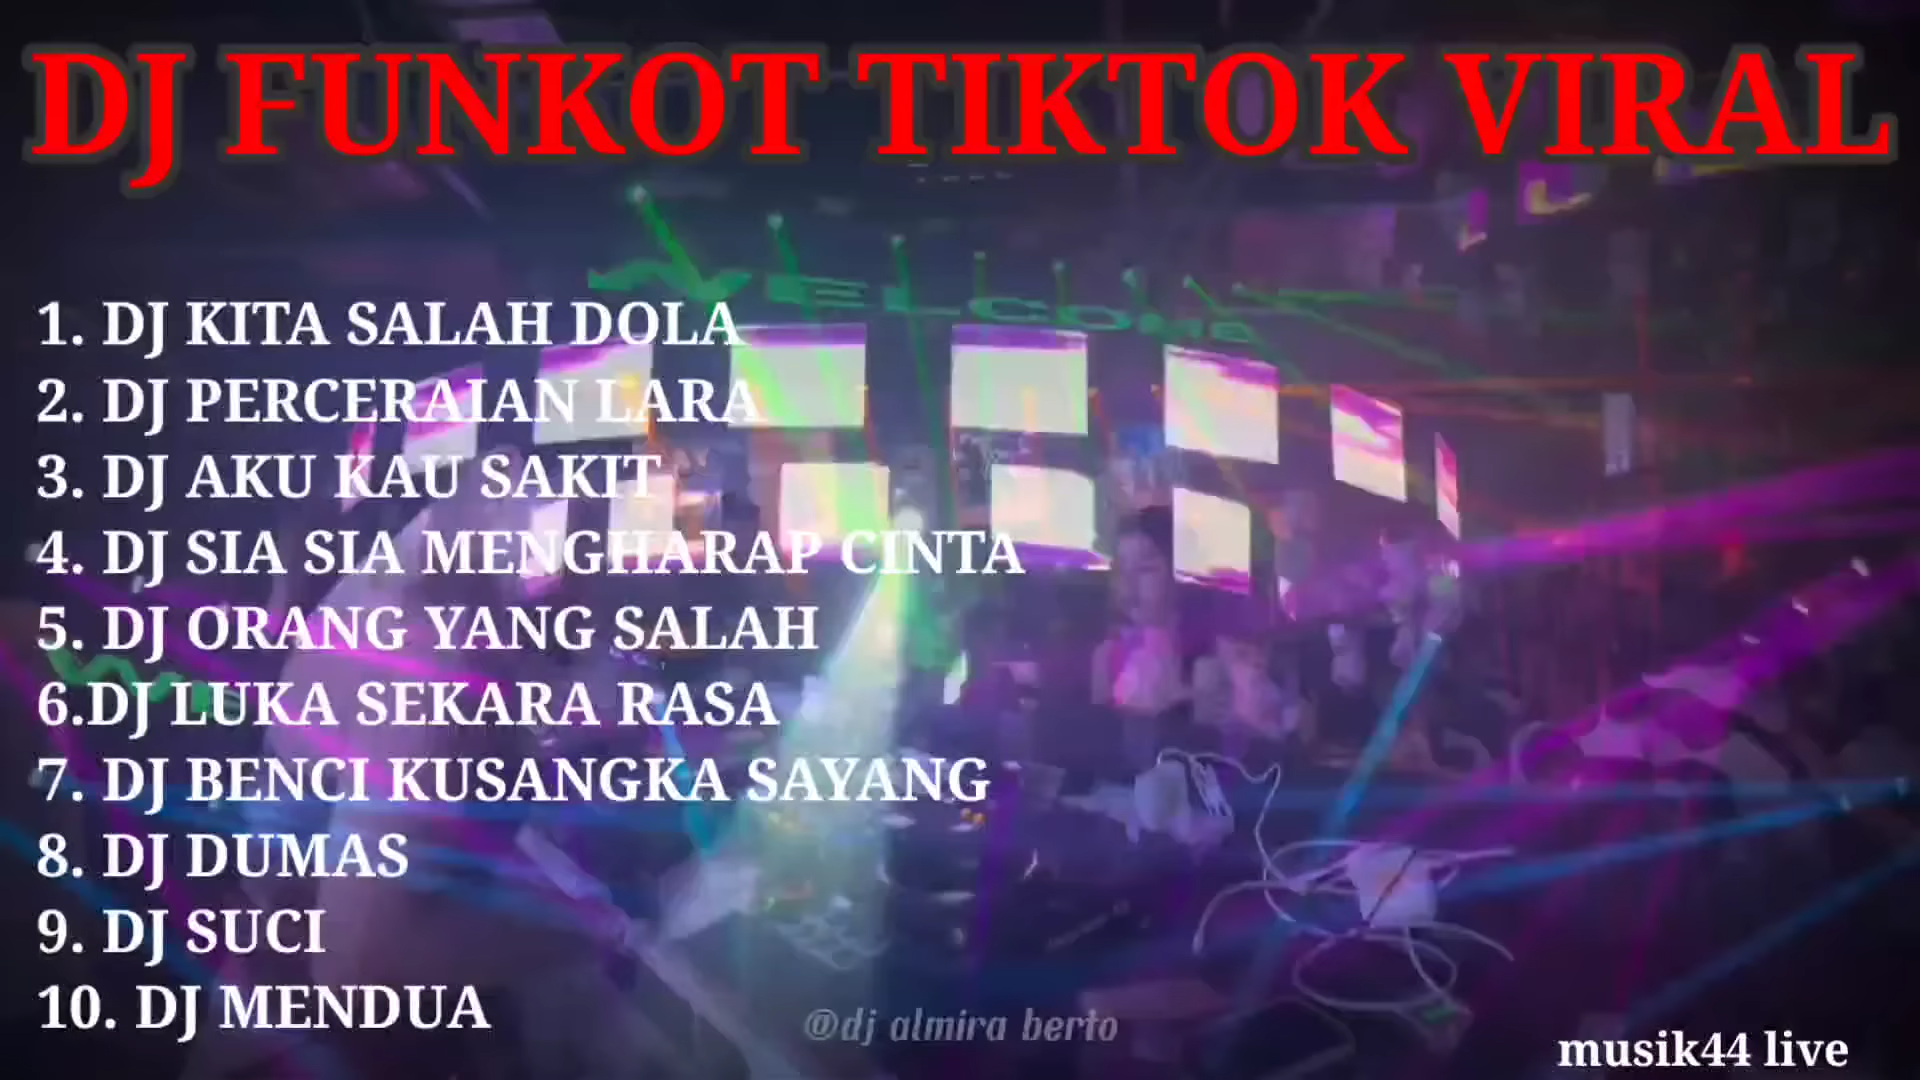 DJ FUNKOT TIKTOK VIRAL
WELCOME
1. DJ KITA SALAH DOLA
2. DJ PERCERAIAN LARA
3. DJ AKU KAU SAKIT
4. DJ SIA SIA MENGHARAP CINTA
5. DJ ORANG YANG SALAH
6.DJ LUKA SEKARA RASA
7. DJ BENCI KUSANGKA SAYANG
8. DJ DUMAS
9. DJ SUCI
10. DJ MENDUA
@dj almira berto
musik44 live